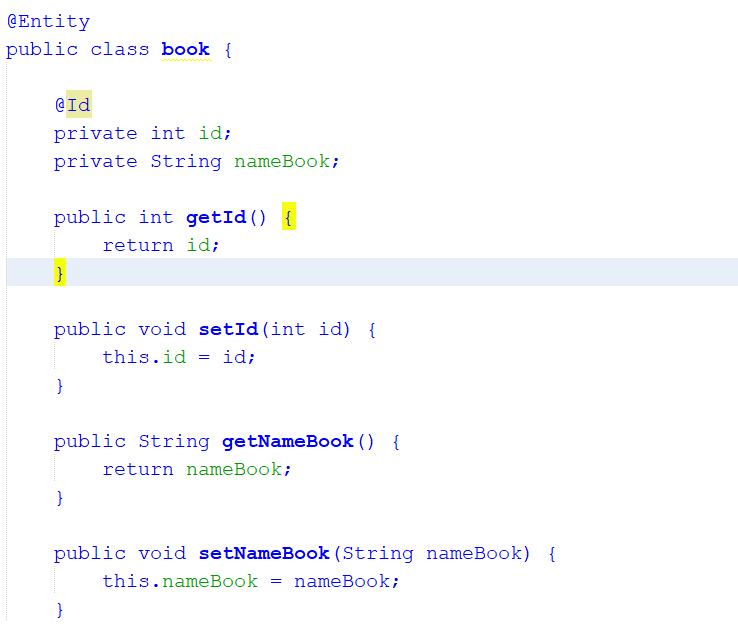 @Entity
public class book {
@Id
private int id;
private String nameBook;
public int getId() {
return id;
}
public void setId(int id) {
this.id = id;
}
public String getNameBook() {
return nameBook;
}
public void setNameBook(String nameBook) {
this.nameBook = nameBook;
}